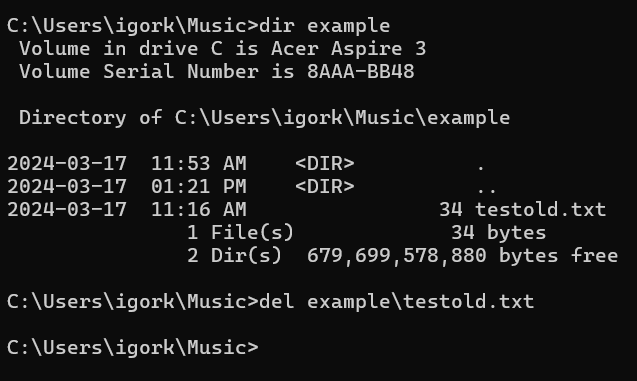 C:\Users\igork\Music>dir example
 Volume in drive C is Acer Aspire 3
 Volume Serial Number is 8AAA-BB48

 Directory of C:\Users\igork\Music\example

2024-03-17  11:53 AM    <DIR>          .
2024-03-17  01:21 PM    <DIR>          ..
2024-03-17  11:16 AM                34 testold.txt
               1 File(s)             34 bytes
               2 Dir(s)  679,699,578,880 bytes free

C:\Users\igork\Music>del example\testold.txt

C:\Users\igork\Music>